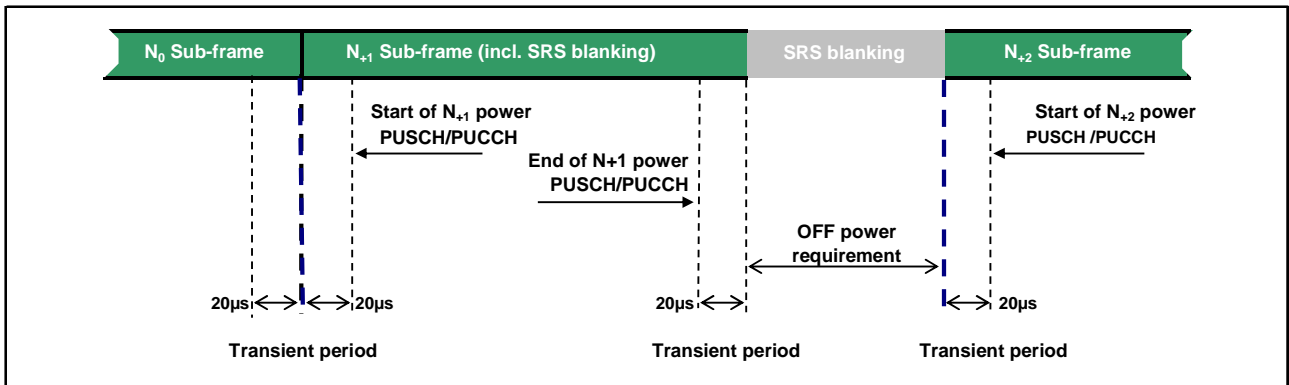 N₀ Sub-frame
N₊₁ Sub-frame (incl. SRS blanking)
SRS blanking
N₊₂ Sub-frame
Start of N₊₁ power
PUSCH/PUCCH
End of N+1 power
PUSCH/PUCCH
Start of N₊₂ power
PUSCH /PUCCH
OFF power
requirement
20µs
20µs
20µs
20µs
Transient period
Transient period
Transient period